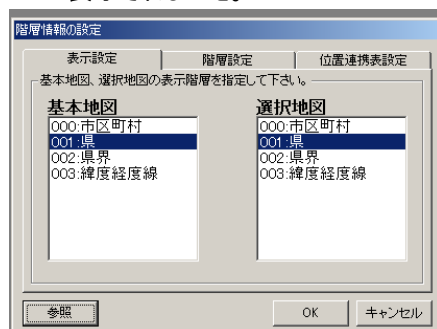 階層情報の設定
表示設定 階層設定 位置連携表設定
基本地図、選択地図の表示階層を指定して下さい。
基本地図 選択地図
000:市区町村 000:市区町村
001:県 001:県
002:県界 002:県界
003:緯度経度線 003:緯度経度線
参照 OK キャンセル